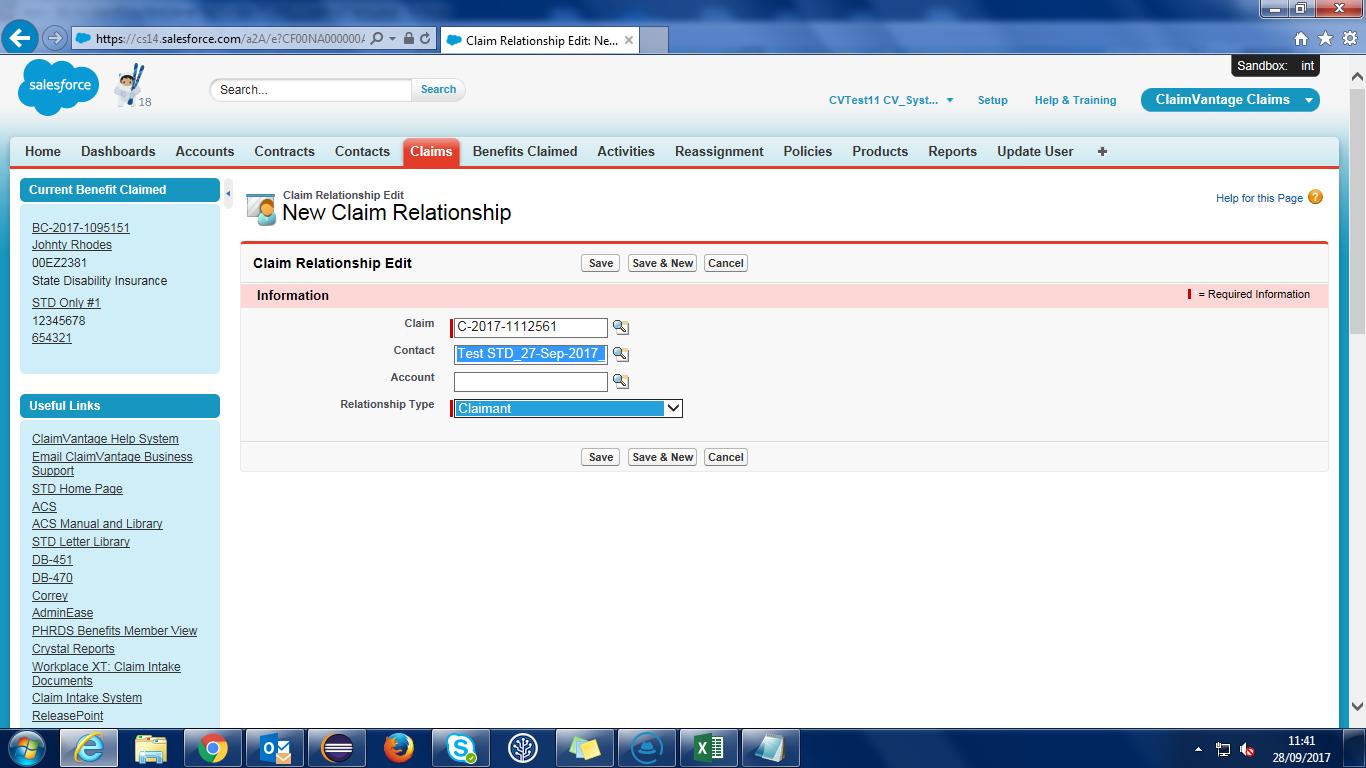 https://cs14.salesforce.com/a2A/e?CF00NA000000
Claim Relationship Edit: Ne...
Sandbox: int
salesforce
18
Search...
Search
CVTest11 CV_Syst...
Setup
Help & Training
ClaimVantage Claims
Home
Dashboards
Accounts
Contracts
Contacts
Claims
Benefits Claimed
Activities
Reassignment
Policies
Products
Reports
Update User
Current Benefit Claimed
BC-2017-1095151
Johnty Rhodes
00EZ2381
State Disability Insurance
STD Only #1
12345678
654321
Useful Links
ClaimVantage Help System
Email ClaimVantage Business
Support
STD Home Page
ACS
ACS Manual and Library
STD Letter Library
DB-451
DB-470
Correy
AdminEase
PHRDS Benefits Member View
Crystal Reports
Workplace XT: Claim Intake
Documents
Claim Intake System
ReleasePoint
Claim Relationship Edit
New Claim Relationship
Help for this Page
Claim Relationship Edit
Save
Save & New
Cancel
Information
= Required Information
Claim
C-2017-1112561
Contact
Test STD_27-Sep-2017_
Account
Relationship Type
Claimant
Save
Save & New
Cancel
11:41
28/09/2017